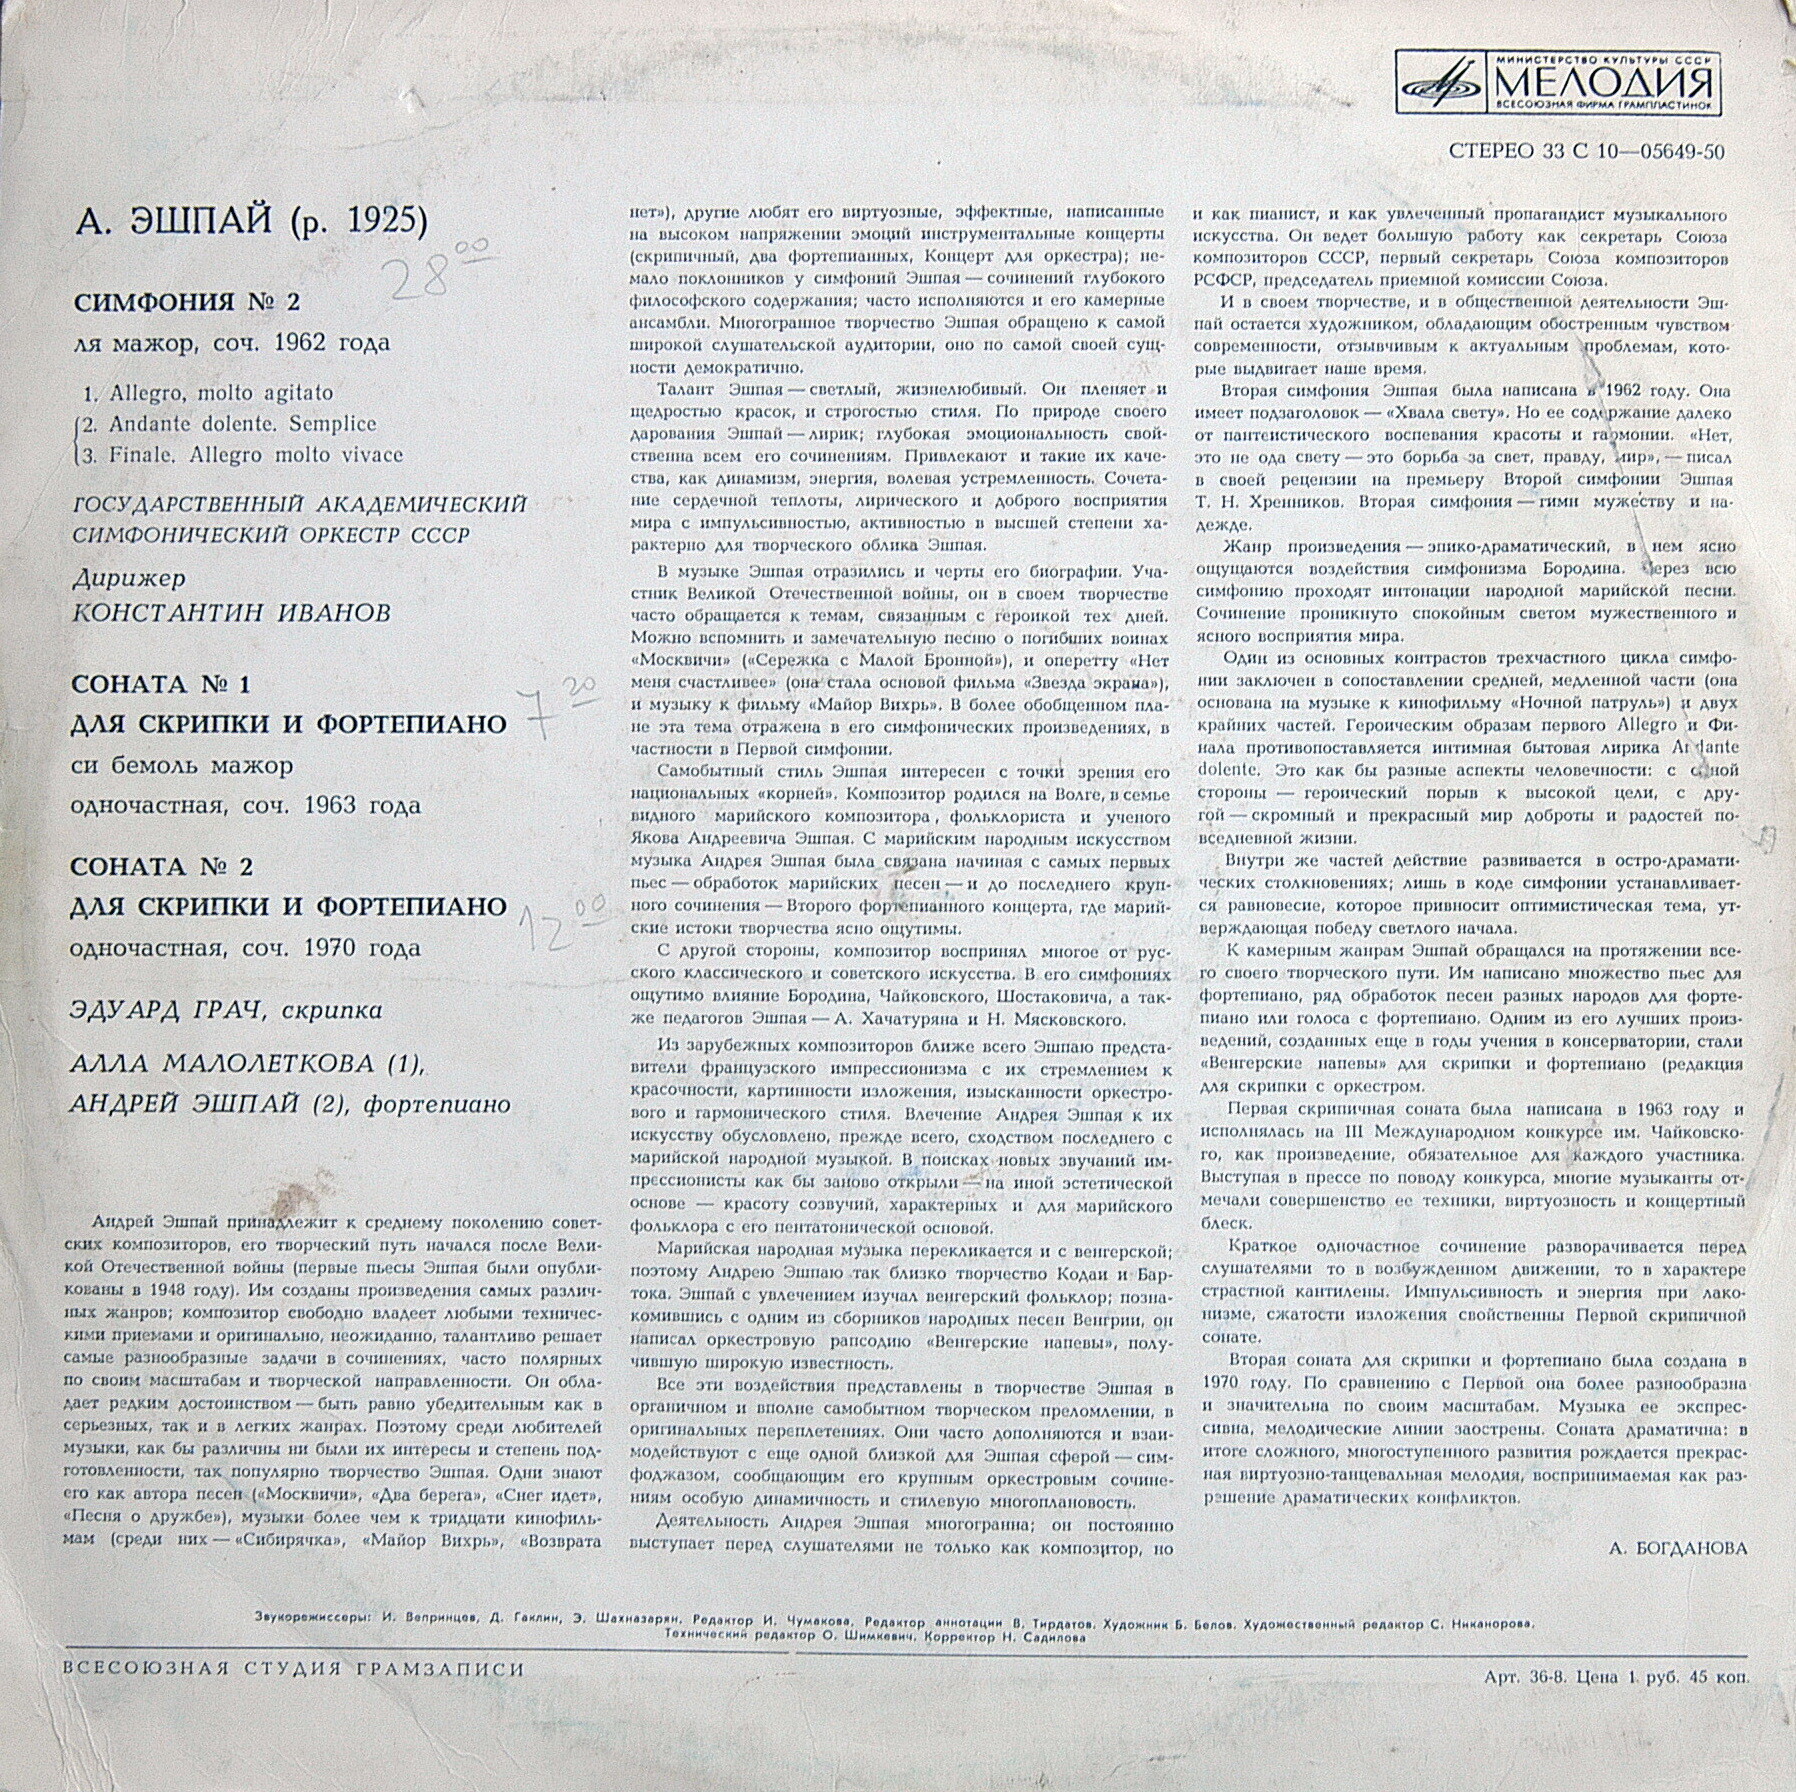 МИНИСТЕРСТВО КУЛЬТУРЫ СССР
МЕЛОДИЯ
ВСЕСОЮЗНАЯ ФИРМА ГРАМПЛАСТИНОК
СТЕРЕО 33 С 10—05649-50
А. ЭШПАЙ (р. 1925)
28 00
СИМФОНИЯ № 2
ля мажор, соч. 1962 года
1. Allegro, molto agitato
2. Andante dolente. Semplice
3. Finale. Allegro molto vivace
ГОСУДАРСТВЕННЫЙ АКАДЕМИЧЕСКИЙ
СИМФОНИЧЕСКИЙ ОРКЕСТР СССР
Дирижер
КОНСТАНТИН ИВАНОВ
СОНАТА № 1
ДЛЯ СКРИПКИ И ФОРТЕПИАНО
7 20
си бемоль мажор
одночастная, соч. 1963 года
СОНАТА № 2
ДЛЯ СКРИПКИ И ФОРТЕПИАНО
12 00
одночастная, соч. 1970 года
ЭДУАРД ГРАЧ, скрипка
АЛЛА МАЛОЛЕТКОВА (1),
АНДРЕЙ ЭШПАЙ (2), фортепиано
Андрей Эшпай принадлежит к среднему поколению совет-
ских композиторов, его творческий путь начался после Вели-
кой Отечественной войны (первые пьесы Эшпая были опубли-
кованы в 1948 году). Им созданы произведения самых различ-
ных жанров; композитор свободно владеет любыми техничес-
кими приемами и оригинально, неожиданно, талантливо решает
самые разнообразные задачи в сочинениях, часто полярных
по своим масштабам и творческой направленности. Он обла-
дает редким достоинством — быть равно убедительным как в
серьезных, так и в легких жанрах. Поэтому среди любителей
музыки, как бы различны ни были их интересы и степень под-
готовленности, так популярно творчество Эшпая. Одни знают
его как автора песен («Москвичи», «Два берега», «Снег идет»,
«Песня о дружбе»), музыки более чем к тридцати кинофиль-
мам (среди них — «Сибирячка», «Майор Вихрь», «Возврата
нет»), другие любят его виртуозные, эффектные, написанные
на высоком напряжении эмоций инструментальные концерты
(скрипичный, два фортепианных, Концерт для оркестра); не-
мало поклонников у симфоний Эшпая — сочинений глубокого
философского содержания; часто исполняются и его камерные
ансамбли. Многогранное творчество Эшпая обращено к самой
широкой слушательской аудитории, оно по самой своей сущ-
ности демократично.
Талант Эшпая — светлый, жизнелюбивый. Он пленяет и
щедростью красок, и строгостью стиля. По природе своего
дарования Эшпай — лирик; глубокая эмоциональность свой-
ственна всем его сочинениям. Привлекают и такие их каче-
ства, как динамизм, энергия, волевая устремленность. Сочета-
ние сердечной теплоты, лирического и доброго восприятия
мира с импульсивностью, активностью в высшей степени ха-
рактерно для творческого облика Эшпая.
В музыке Эшпая отразились и черты его биографии. Уча-
стник Великой Отечественной войны, он в своем творчестве
часто обращается к темам, связанным с героикой тех дней.
Можно вспомнить и замечательную песню о погибших воинах
«Москвичи» («Сережка с Малой Бронной»), и оперетту «Нет
меня счастливее» (она стала основой фильма «Звезда экрана»),
и музыку к фильму «Майор Вихрь». В более обобщенном пла-
не эта тема отражена в его симфонических произведениях, в
частности в Первой симфонии.
Самобытный стиль Эшпая интересен с точки зрения его
национальных «корней». Композитор родился на Волге, в семье
видного марийского композитора, фольклориста и ученого
Якова Андреевича Эшпая. С марийским народным искусством
музыка Андрея Эшпая была связана начиная с самых первых
пьес — обработок марийских песен — и до последнего круп-
ного сочинения — Второго фортепианного концерта, где марий-
ские истоки творчества ясно ощутимы.
С другой стороны, композитор воспринял многое от рус-
ского классического и советского искусства. В его симфониях
ощутимо влияние Бородина, Чайковского, Шостаковича, а так-
же педагогов Эшпая — А. Хачатуряна и Н. Мясковского.
Из зарубежных композиторов ближе всего Эшпаю предста-
вители французского импрессионизма с их стремлением к
красочности, картинности изложения, изысканности оркестро-
вого и гармонического стиля. Влечение Андрея Эшпая к их
искусству обусловлено, прежде всего, сходством последнего с
марийской народной музыкой. В поисках новых звучаний им-
прессионисты как бы заново открыли — на иной эстетической
основе — красоту созвучий, характерных и для марийского
фольклора с его пентатонической основой.
Марийская народная музыка перекликается и с венгерской;
поэтому Андрею Эшпаю так близко творчество Кодаи и Бар-
тока. Эшпай с увлечением изучал венгерский фольклор; позна-
комившись с одним из сборников народных песен Венгрии, он
написал оркестровую рапсодию «Венгерские напевы», полу-
чившую широкую известность.
Все эти воздействия представлены в творчестве Эшпая в
органичном и вполне самобытном творческом преломлении, в
оригинальных переплетениях. Они часто дополняются и взаи-
модействуют с еще одной близкой для Эшпая сферой — сим-
фоджазом, сообщающим его крупным оркестровым сочине-
ниям особую динамичность и стилевую многоплановость.
Деятельность Андрея Эшпая многогранна; он постоянно
выступает перед слушателями не только как композитор, но
и как пианист, и как увлеченный пропагандист музыкального
искусства. Он ведет большую работу как секретарь Союза
композиторов СССР, первый секретарь Союза композиторов
РСФСР, председатель приемной комиссии Союза.
И в своем творчестве, и в общественной деятельности Эш-
пай остается художником, обладающим обостренным чувством
современности, отзывчивым к актуальным проблемам, кото-
рые выдвигает наше время.
Вторая симфония Эшпая была написана в 1962 году. Она
имеет подзаголовок — «Хвала свету». Но ее содержание далеко
от пантеистического воспевания красоты и гармонии. «Нет,
это не ода свету — это борьба за свет, правду, мир», — писал
в своей рецензии на премьеру Второй симфонии Эшпая
Т. Н. Хренников. Вторая симфония — гимн мужеству и на-
дежде.
Жанр произведения — эпико-драматический, в нем ясно
ощущаются воздействия симфонизма Бородина. Через всю
симфонию проходят интонации народной марийской песни.
Сочинение проникнуто спокойным светом мужественного и
ясного восприятия мира.
Один из основных контрастов трехчастного цикла симфо-
нии заключен в сопоставлении средней, медленной части (она
основана на музыке к кинофильму «Ночной патруль») и двух
крайних частей. Героическим образам первого Allegro и Фи-
нала противопоставляется интимная бытовая лирика Andante
dolente. Это как бы разные аспекты человечности: с одной
стороны — героический порыв к высокой цели, с дру-
гой — скромный и прекрасный мир доброты и радостей по-
вседневной жизни.
Внутри же частей действие развивается в остро-драмати-
ческих столкновениях; лишь в коде симфонии устанавливает-
ся равновесие, которое привносит оптимистическая тема, ут-
верждающая победу светлого начала.
К камерным жанрам Эшпай обращался на протяжении все-
го своего творческого пути. Им написано множество пьес для
фортепиано, ряд обработок песен разных народов для форте-
пиано или голоса с фортепиано. Одним из его лучших произ-
ведений, созданных еще в годы учения в консерватории, стали
«Венгерские напевы» для скрипки и фортепиано (редакция
для скрипки с оркестром.
Первая скрипичная соната была написана в 1963 году и
исполнялась на III Международном конкурсе им. Чайковско-
го, как произведение, обязательное для каждого участника.
Выступая в прессе по поводу конкурса, многие музыканты от-
мечали совершенство ее техники, виртуозность и концертный
блеск.
Краткое одночастное сочинение разворачивается перед
слушателями то в возбужденном движении, то в характере
страстной кантилены. Импульсивность и энергия при лако-
низме, сжатости изложения свойственны Первой скрипичной
сонате.
Вторая соната для скрипки и фортепиано была создана в
1970 году. По сравнению с Первой она более разнообразна
и значительна по своим масштабам. Музыка ее экспрес-
сивна, мелодические линии заострены. Соната драматична: в
итоге сложного, многоступенного развития рождается прекрас-
ная виртуозно-танцевальная мелодия, воспринимаемая как раз-
решение драматических конфликтов.
А. БОГДАНОВА
Звукорежиссеры: И. Вепринцев, Д. Гаклин, Э. Шахназарян. Редактор И. Чумакова, Редактор аннотации В. Тирдатов. Художник Б. Белов. Художественный редактор С. Никанорова.
Технический редактор О. Шимкевич. Корректор Н. Садилова
ВСЕСОЮЗНАЯ СТУДИЯ ГРАМЗАПИСИ
Арт. 36-8. Цена 1 руб. 45 коп.